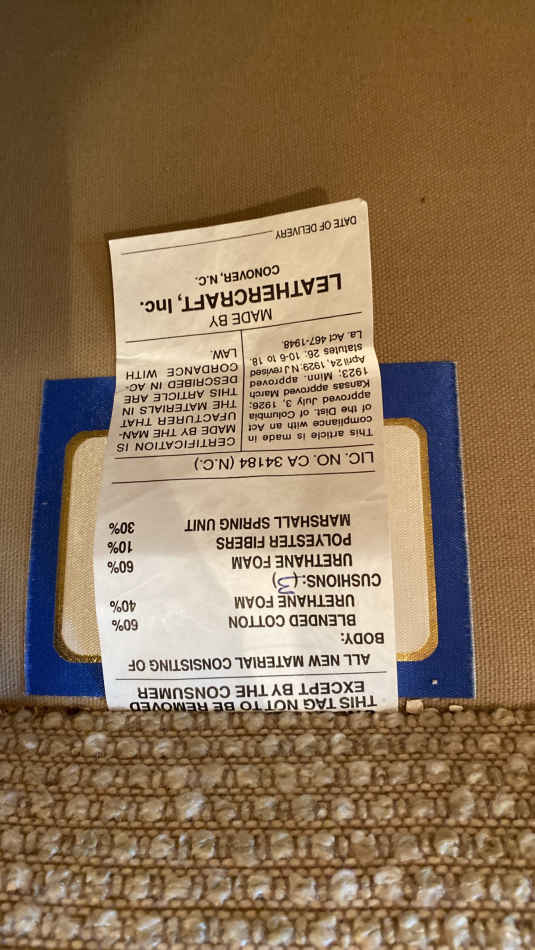 THIS TAG NOT TO BE REMOVED
EXCEPT BY THE CONSUMER
ALL NEW MATERIAL CONSISTING OF
BODY:
BLENDED COTTON 60%
URETHANE FOAM 40%
CUSHIONS: (3)
URETHANE FOAM 60%
POLYESTER FIBERS 10%
MARSHALL SPRING UNIT 30%
LIC. NO. CA 34184 (N.C.)
This article is made in
compliance with an Act
of the Dist. of Columbia
approved July 3, 1926;
Kansas approved March
1923; Minn. approved
April 24, 1929; N J revised
statutes 26: 10-6 to 18.
La. Act 467-1948.
CERTIFICATION IS
MADE BY THE MAN-
UFACTURER THAT
THE MATERIALS IN
THIS ARTICLE ARE
DESCRIBED IN AC-
CORDANCE WITH
LAW.
MADE BY
LEATHERCRAFT, Inc.
CONOVER, N.C.
DATE OF DELIVERY